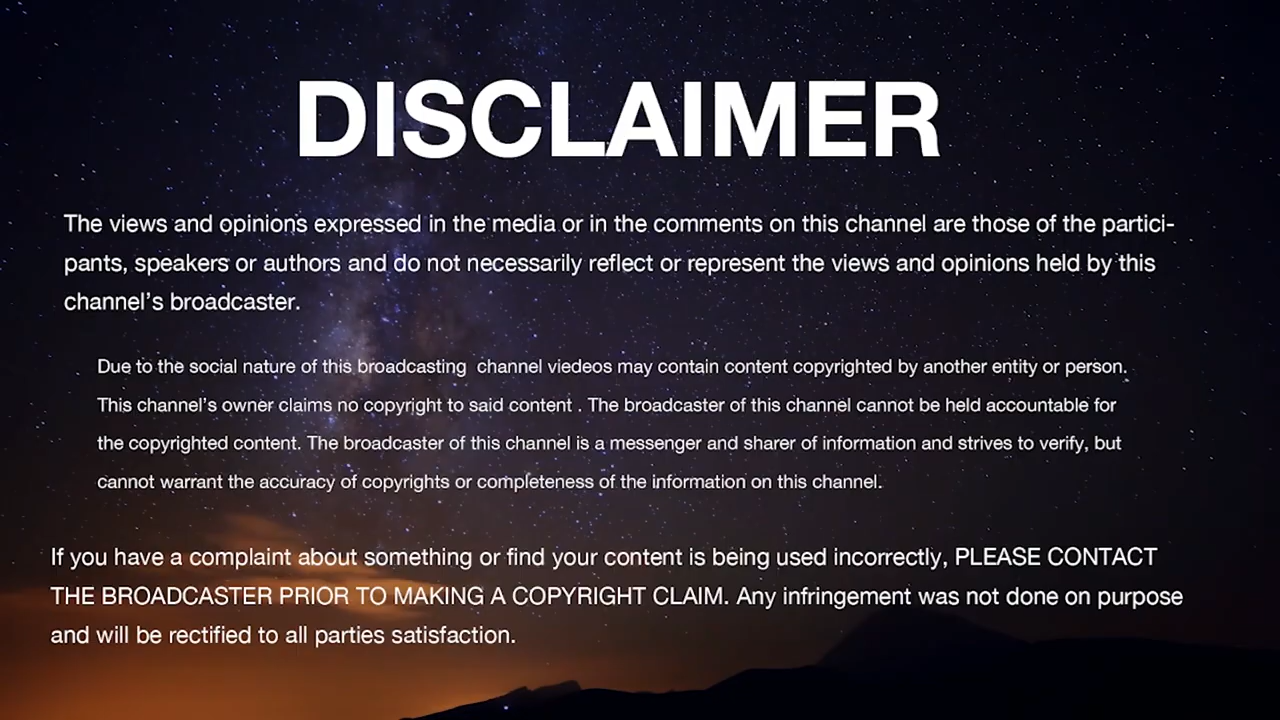 DISCLAIMER
The views and opinions expressed in the media or in the comments on this channel are those of the partici-
pants, speakers or authors and do not necessarily reflect or represent the views and opinions held by this
channel's broadcaster.
Due to the social nature of this broadcasting  channel viedeos may contain content copyrighted by another entity or person.
This channel's owner claims no copyright to said content . The broadcaster of this channel cannot be held accountable for
the copyrighted content. The broadcaster of this channel is a messenger and sharer of information and strives to verify, but
cannot warrant the accuracy of copyrights or completeness of the information on this channel.
If you have a complaint about something or find your content is being used incorrectly, PLEASE CONTACT
THE BROADCASTER PRIOR TO MAKING A COPYRIGHT CLAIM. Any infringement was not done on purpose
and will be rectified to all parties satisfaction.